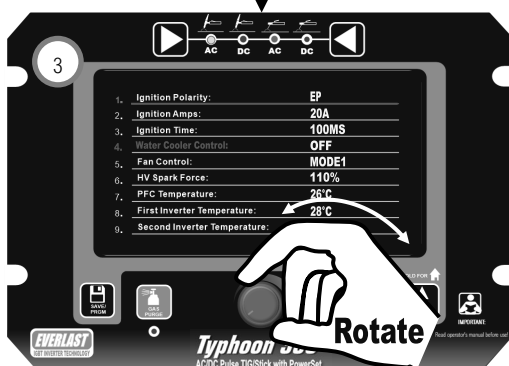 AC DC AC DC
3
1. Ignition Polarity: EP
2. Ignition Amps: 20A
3. Ignition Time: 100MS
4. Water Cooler Control: OFF
5. Fan Control: MODE1
6. HV Spark Force: 110%
7. PFC Temperature: 26°C
8. First Inverter Temperature: 28°C
9. Second Inverter Temperature:
OLD FOR
SAVE/
PRGM
GAS
PURGE
Rotate
IMPORTANT:
Read operator's manual before use!
EVERLAST
IGBT INVERTER TECHNOLOGY
Typhoon
AC/DC Pulse TIG/Stick with PowerSet